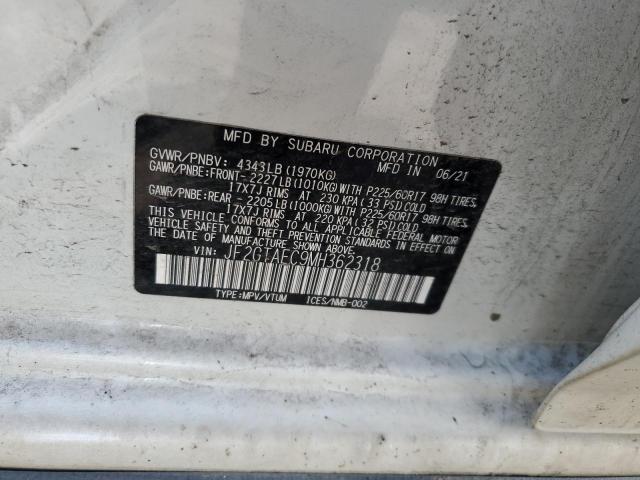 MFD BY SUBARU CORPORATION
GVWR/PNBV: 4343LB (1970KG) MFD IN 06/21
GAWR/PNBE:FRONT-2227LB(1010KG)WITH P225/60R17 98H TIRES.
17X7J RIMS AT 230 KPA(33 PSI)COLD
GAWR/PNBE:REAR -2205LB(1000KG)WITH P225/60R17 98H TIRES.
17X7J RIMS AT 220 KPA(32 PSI)COLD
THIS VEHICLE CONFORMS TO ALL APPLICABLE FEDERAL MOTOR
VEHICLE SAFETY AND THEFT PREVENTION STANDARDS IN EFFECT
ON THE DATE OF MANUFACTURE SHOWN ABOVE.
VIN: JF2GTAEC9MH362318
TYPE:MPV/VTUM ICES/NMB-002